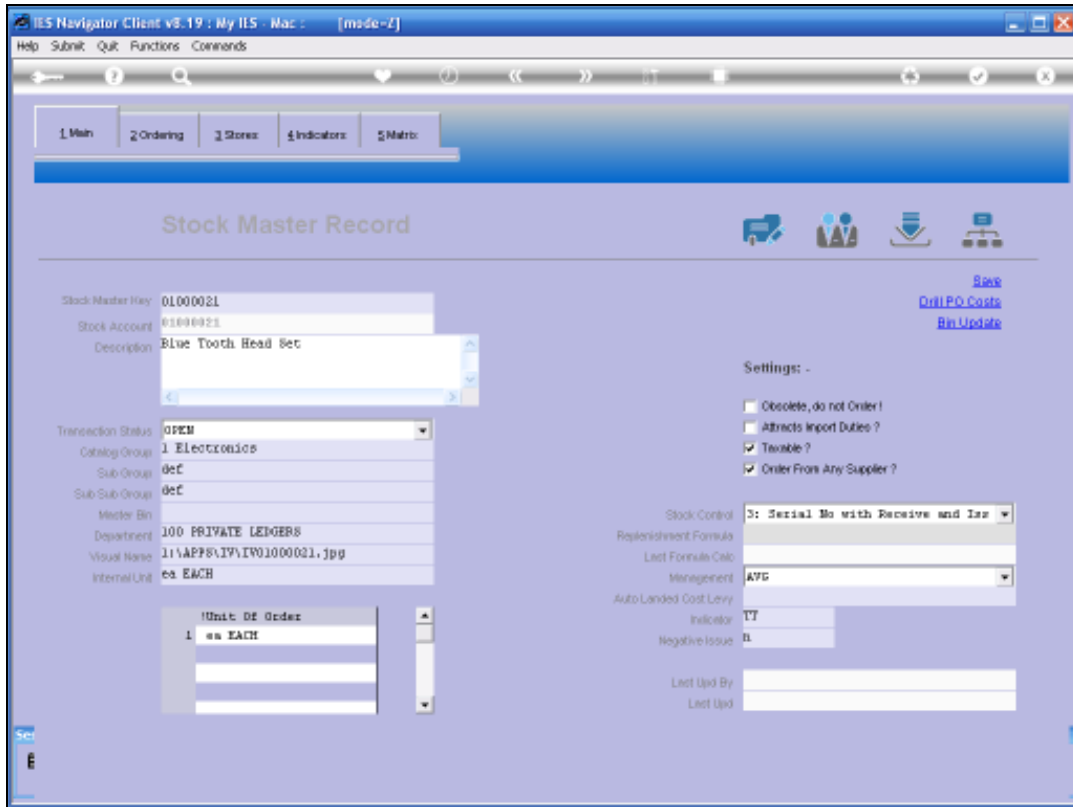 IES Navigator Client v8.19 : My IES - Mac : [mode=Z]
Help Submit Quit Functions Commands
1 Main 2 Ordering 3 Stores 4 Indicators 5 Matrix
Stock Master Record
Save
Drill PO Costs
Bin Update
Stock Master Key 01000021
Stock Account 01000021
Description Blue Tooth Head Set
Settings: -
Obsolete, do not Order !
Attracts Import Duties ?
Taxable ?
Order From Any Supplier ?
Transaction Status OPEN
Catalog Group 1 Electronics
Sub Group def
Sub Sub Group def
Master Bin
Department 100 PRIVATE LEDGERS
Visual Name l:\APPS\IV\IV01000021.jpg
Internal Unit ea EACH
Stock Control 3: Serial No with Receive and Iss
Replenishment Formula
Last Formula Calc
Management AVG
Auto Landed Cost Levy
Indicator TT
Negative Issue n
!Unit Of Order
1 ea EACH
Last Upd By
Last Upd